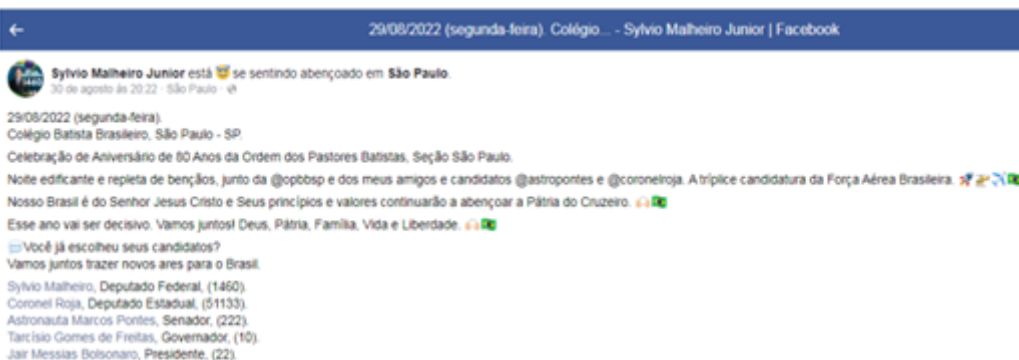 29/08/2022 (segunda-feira). Colégio... - Sylvio Malheiro Junior | Facebook
Sylvio Malheiro Junior está 😇 se sentindo abençoado em São Paulo.
30 de agosto às 20:22 · São Paulo ·
29/08/2022 (segunda-feira).
Colégio Batista Brasileiro, São Paulo - SP.
Celebração de Aniversário de 80 Anos da Ordem dos Pastores Batistas, Seção São Paulo.
Noite edificante e repleta de bençãos, junto da @opbbsp e dos meus amigos e candidatos @astropontes e @coronelroja. A tríplice candidatura da Força Aérea Brasileira.
Nosso Brasil é do Senhor Jesus Cristo e Seus princípios e valores continuarão a abençoar a Pátria do Cruzeiro.
Esse ano vai ser decisivo. Vamos juntos! Deus, Pátria, Família, Vida e Liberdade.
Você já escolheu seus candidatos?
Vamos juntos trazer novos ares para o Brasil.
Sylvio Malheiro, Deputado Federal, (1460).
Coronel Roja, Deputado Estadual, (51133).
Astronauta Marcos Pontes, Senador, (222).
Tarcísio Gomes de Freitas, Governador, (10).
Jair Messias Bolsonaro, Presidente, (22).